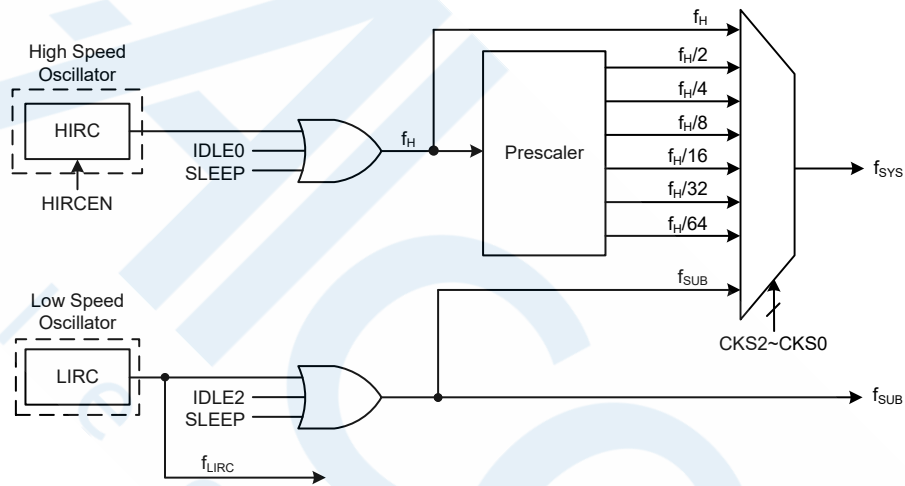 High Speed
Oscillator
HIRC
HIRCEN
IDLE0
SLEEP
fH
Prescaler
fH
fH/2
fH/4
fH/8
fH/16
fH/32
fH/64
fSUB
CKS2~CKS0
fSYS
Low Speed
Oscillator
LIRC
IDLE2
SLEEP
fLIRC
fSUB